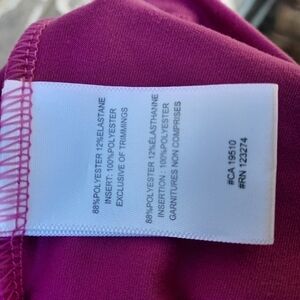 88%POLYESTER 12%ELASTANE
INSERT: 100%POLYESTER
EXCLUSIVE OF TRIMMINGS
88%POLYESTER 12%ÉLASTHANNE
INSERTION : 100%POLYESTER
GARNITURES NON COMPRISES
#CA 19510
#RN 123274